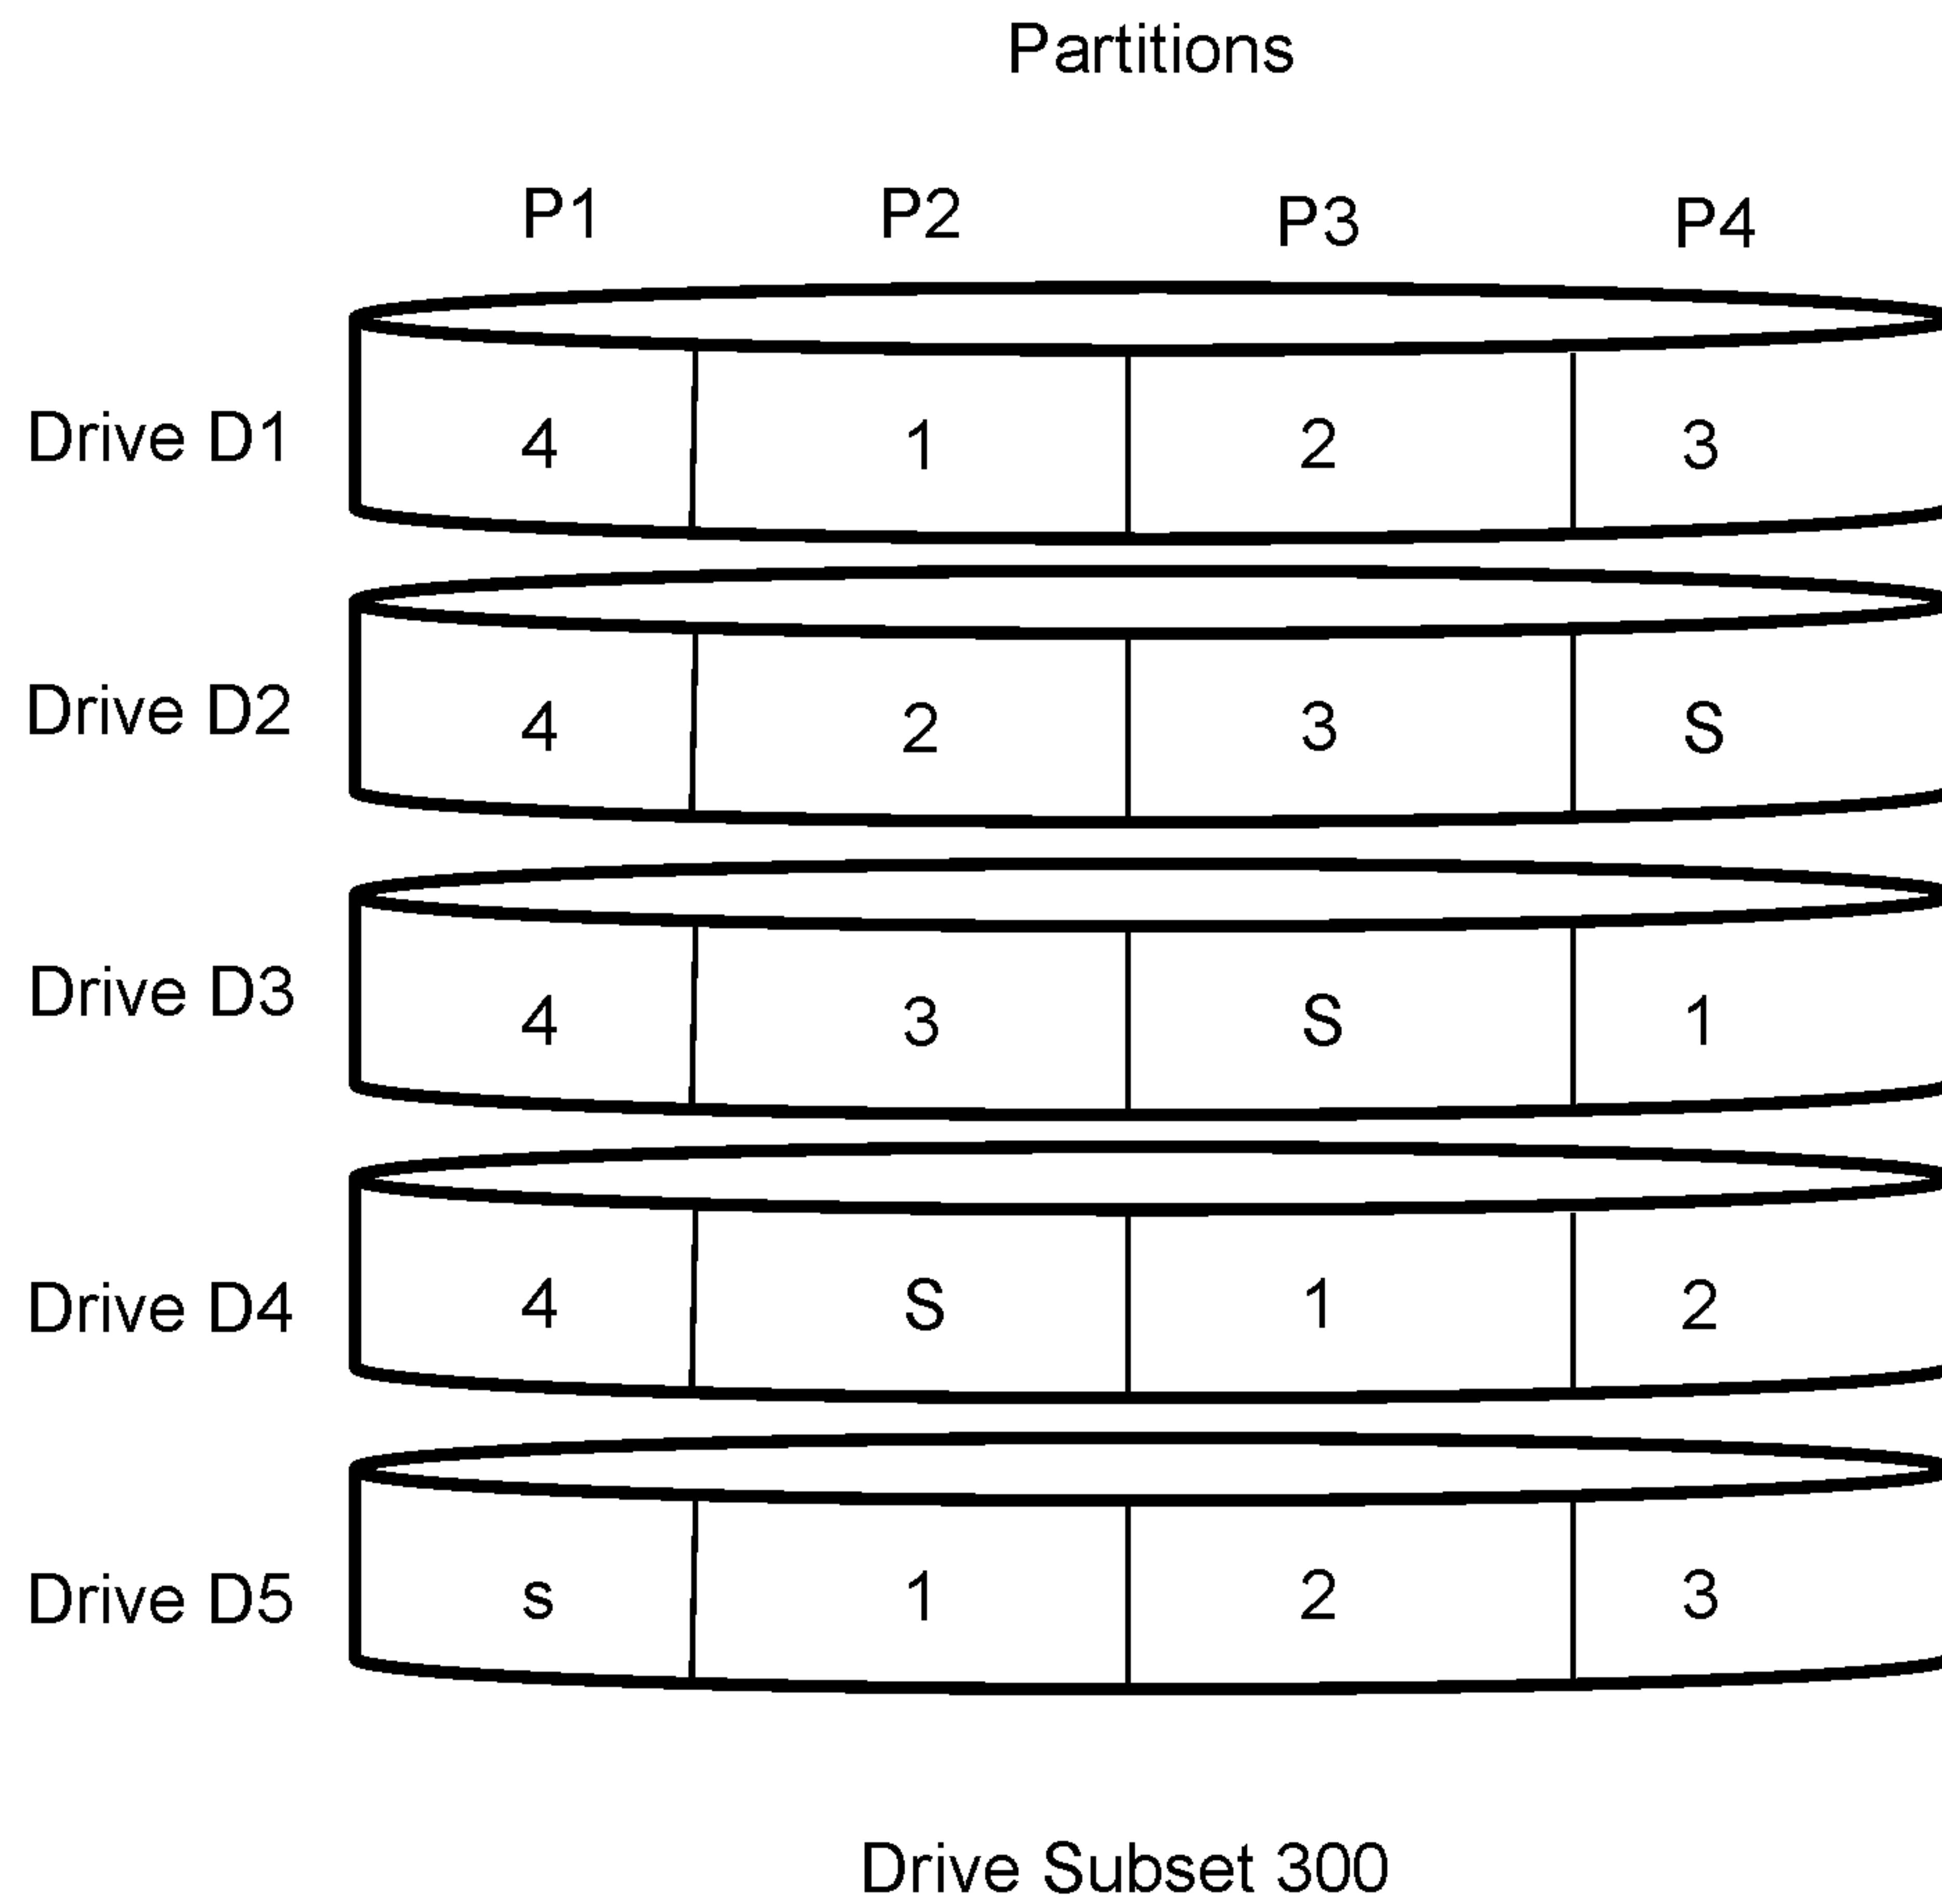 Partitions
P1 P2 P3 P4
Drive D1 4 1 2 3
Drive D2 4 2 3 S
Drive D3 4 3 S 1
Drive D4 4 S 1 2
Drive D5 s 1 2 3
Drive Subset 300